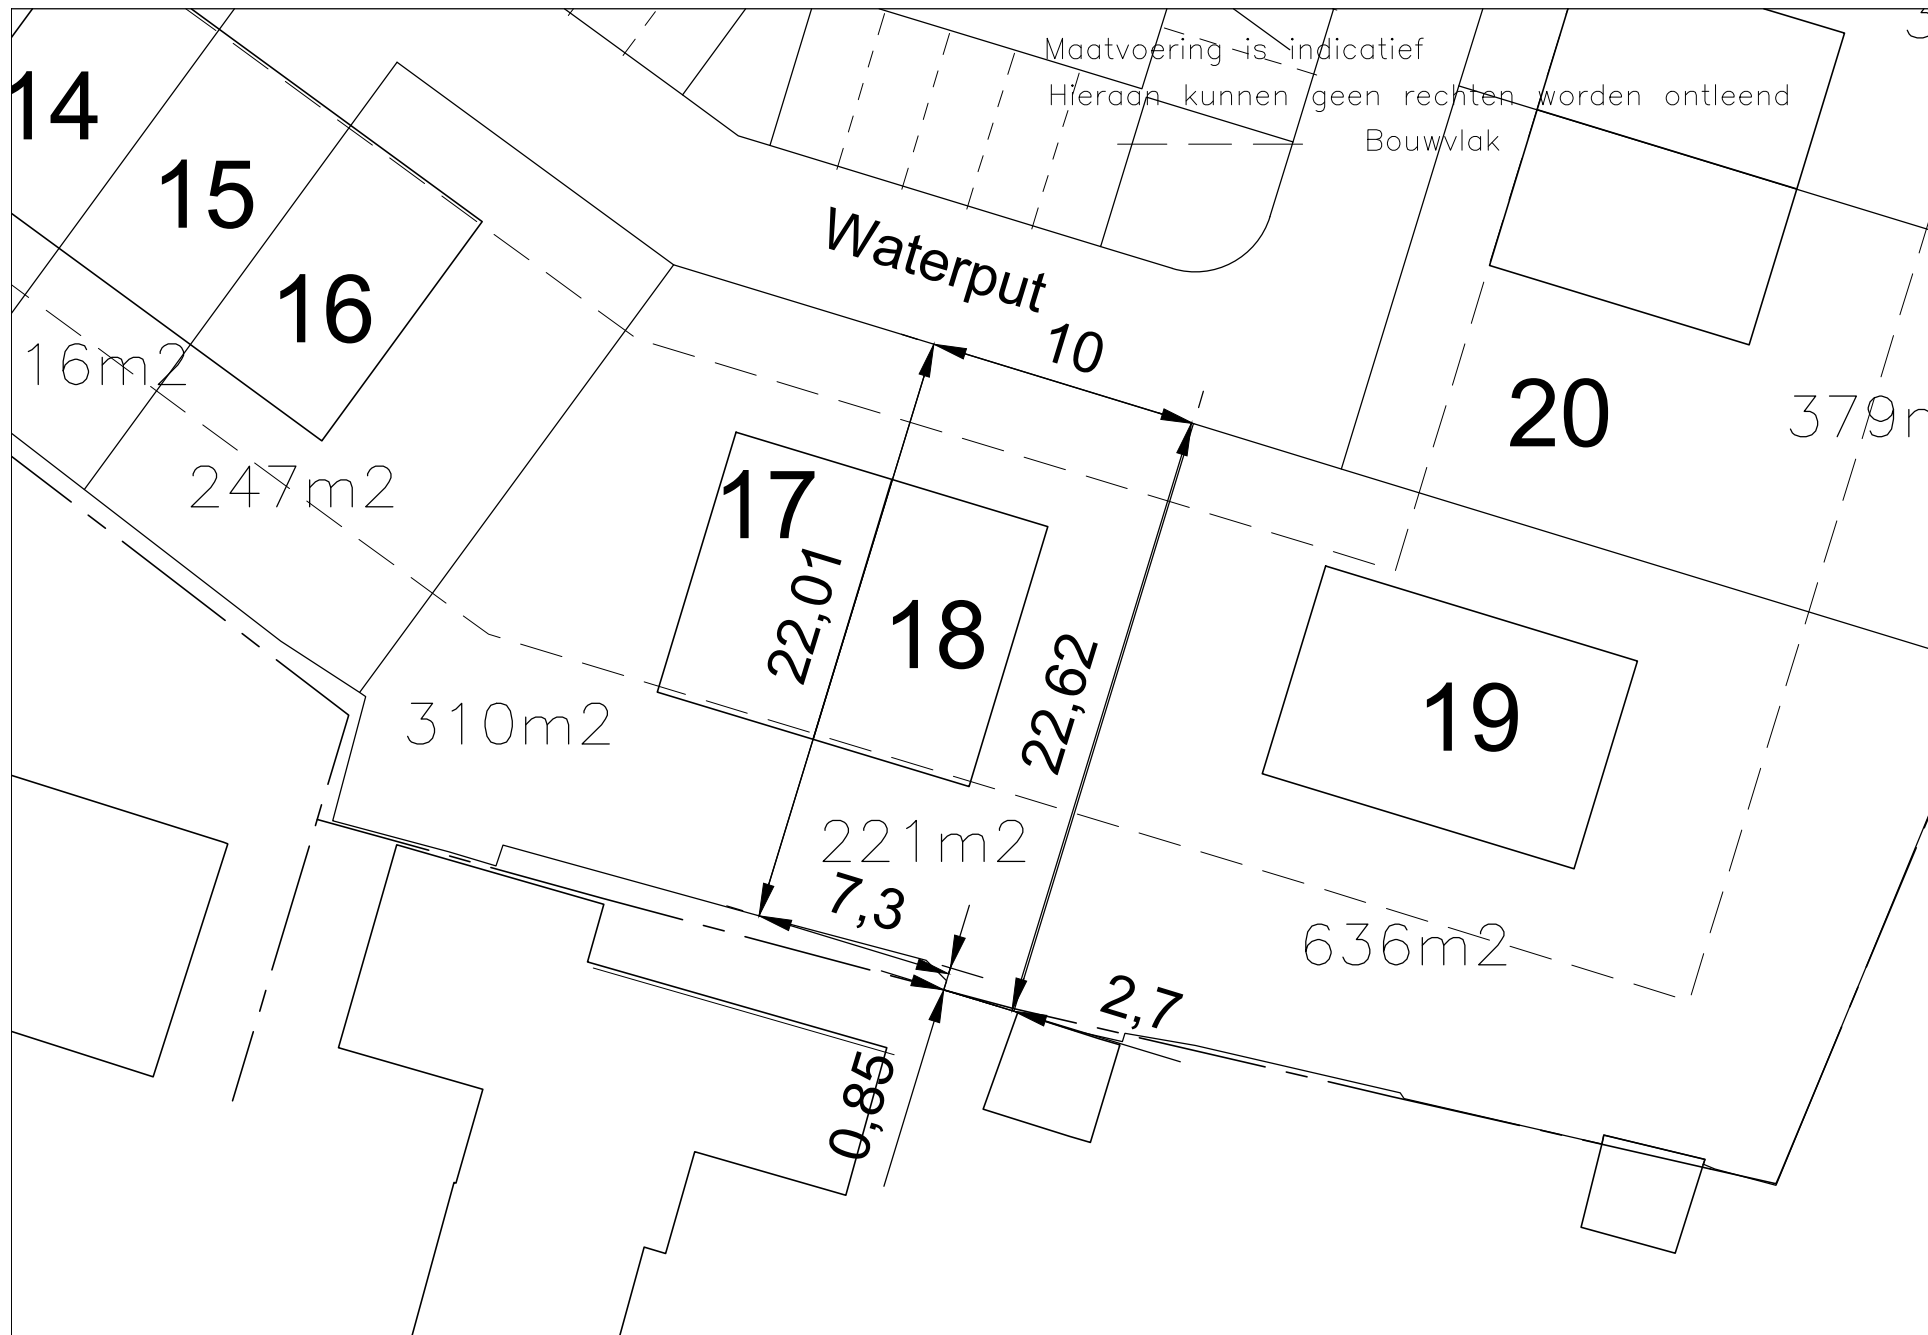 Maatvoering is indicatief
Hieraan kunnen geen rechten worden ontleend
Bouwvlak
14
15
16
Waterput
10
16m2
247m2
20
17
22,01
18
22,62
19
310m2
221m2
7,3
636m2
2,7
0,85